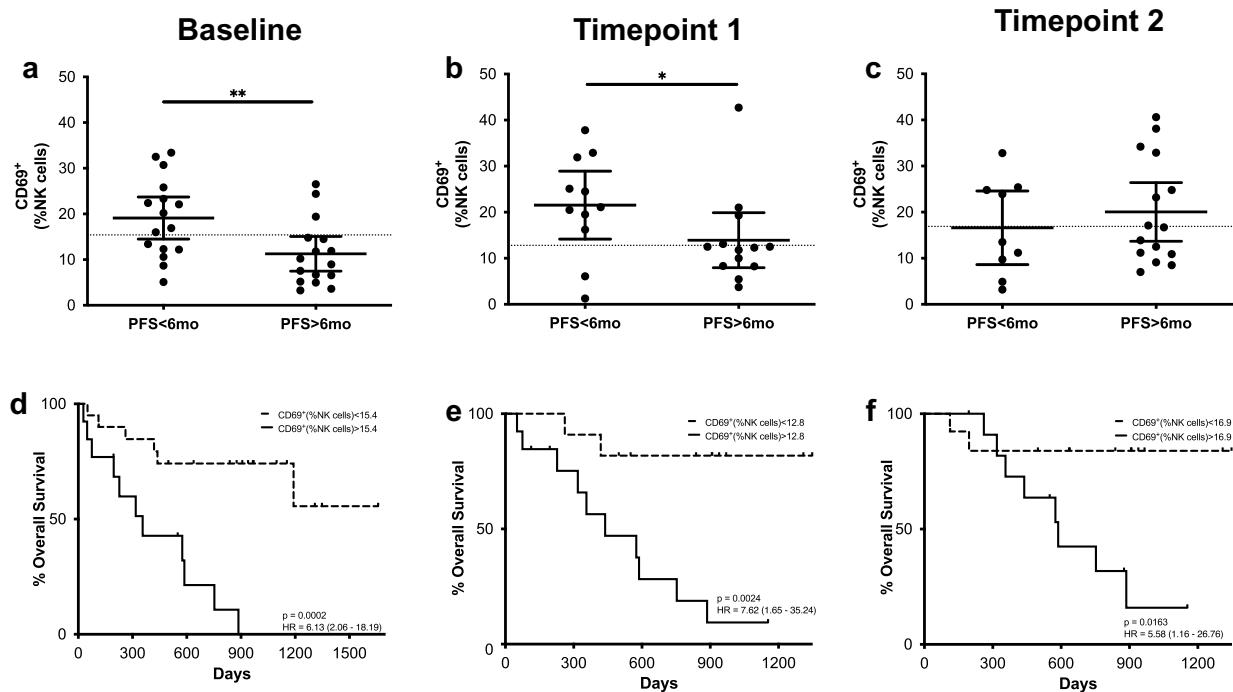 Baseline
Timepoint 1
Timepoint 2
a
CD69⁺
(%NK cells)
50
40
30
20
10
0
**
PFS<6mo
PFS>6mo
b
CD69⁺
(%NK cells)
50
40
30
20
10
0
*
PFS<6mo
PFS>6mo
c
CD69⁺
(%NK cells)
50
40
30
20
10
0
PFS<6mo
PFS>6mo
d
% Overall Survival
100
50
0
CD69⁺(%NK cells)<15.4
CD69⁺(%NK cells)>15.4
p = 0.0002
HR = 6.13 (2.06 - 18.19)
0 300 600 900 1200 1500
Days
e
% Overall Survival
100
50
0
CD69⁺(%NK cells)<12.8
CD69⁺(%NK cells)>12.8
p = 0.0024
HR = 7.62 (1.65 - 35.24)
0 300 600 900 1200
Days
f
% Overall Survival
100
50
0
CD69⁺(%NK cells)<16.9
CD69⁺(%NK cells)>16.9
p = 0.0163
HR = 5.58 (1.16 - 26.76)
0 300 600 900 1200
Days